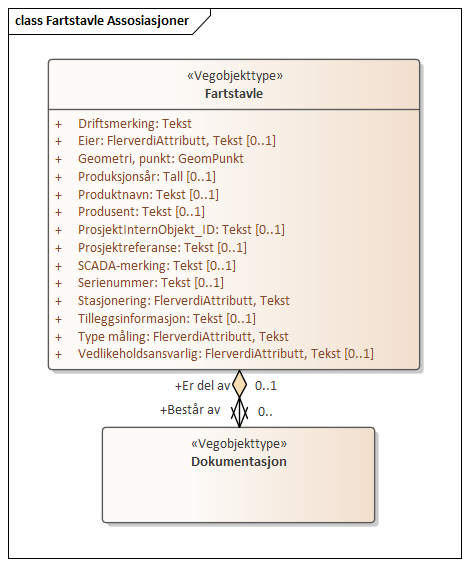 class Fartstavle Assosiasjoner
«Vegobjekttype»
Fartstavle
+ Driftsmerking: Tekst
+ Eier: FlerverdiAttributt, Tekst [0..1]
+ Geometri, punkt: GeomPunkt
+ Produksjonsår: Tall [0..1]
+ Produktnavn: Tekst [0..1]
+ Produsent: Tekst [0..1]
+ ProsjektInternObjekt_ID: Tekst [0..1]
+ Prosjektreferanse: Tekst [0..1]
+ SCADA-merking: Tekst [0..1]
+ Serienummer: Tekst [0..1]
+ Stasjonering: FlerverdiAttributt, Tekst
+ Tilleggsinformasjon: Tekst [0..1]
+ Type måling: FlerverdiAttributt, Tekst
+ Vedlikeholdsansvarlig: FlerverdiAttributt, Tekst [0..1]
+Er del av 0..1
+Består av 0..
«Vegobjekttype»
Dokumentasjon